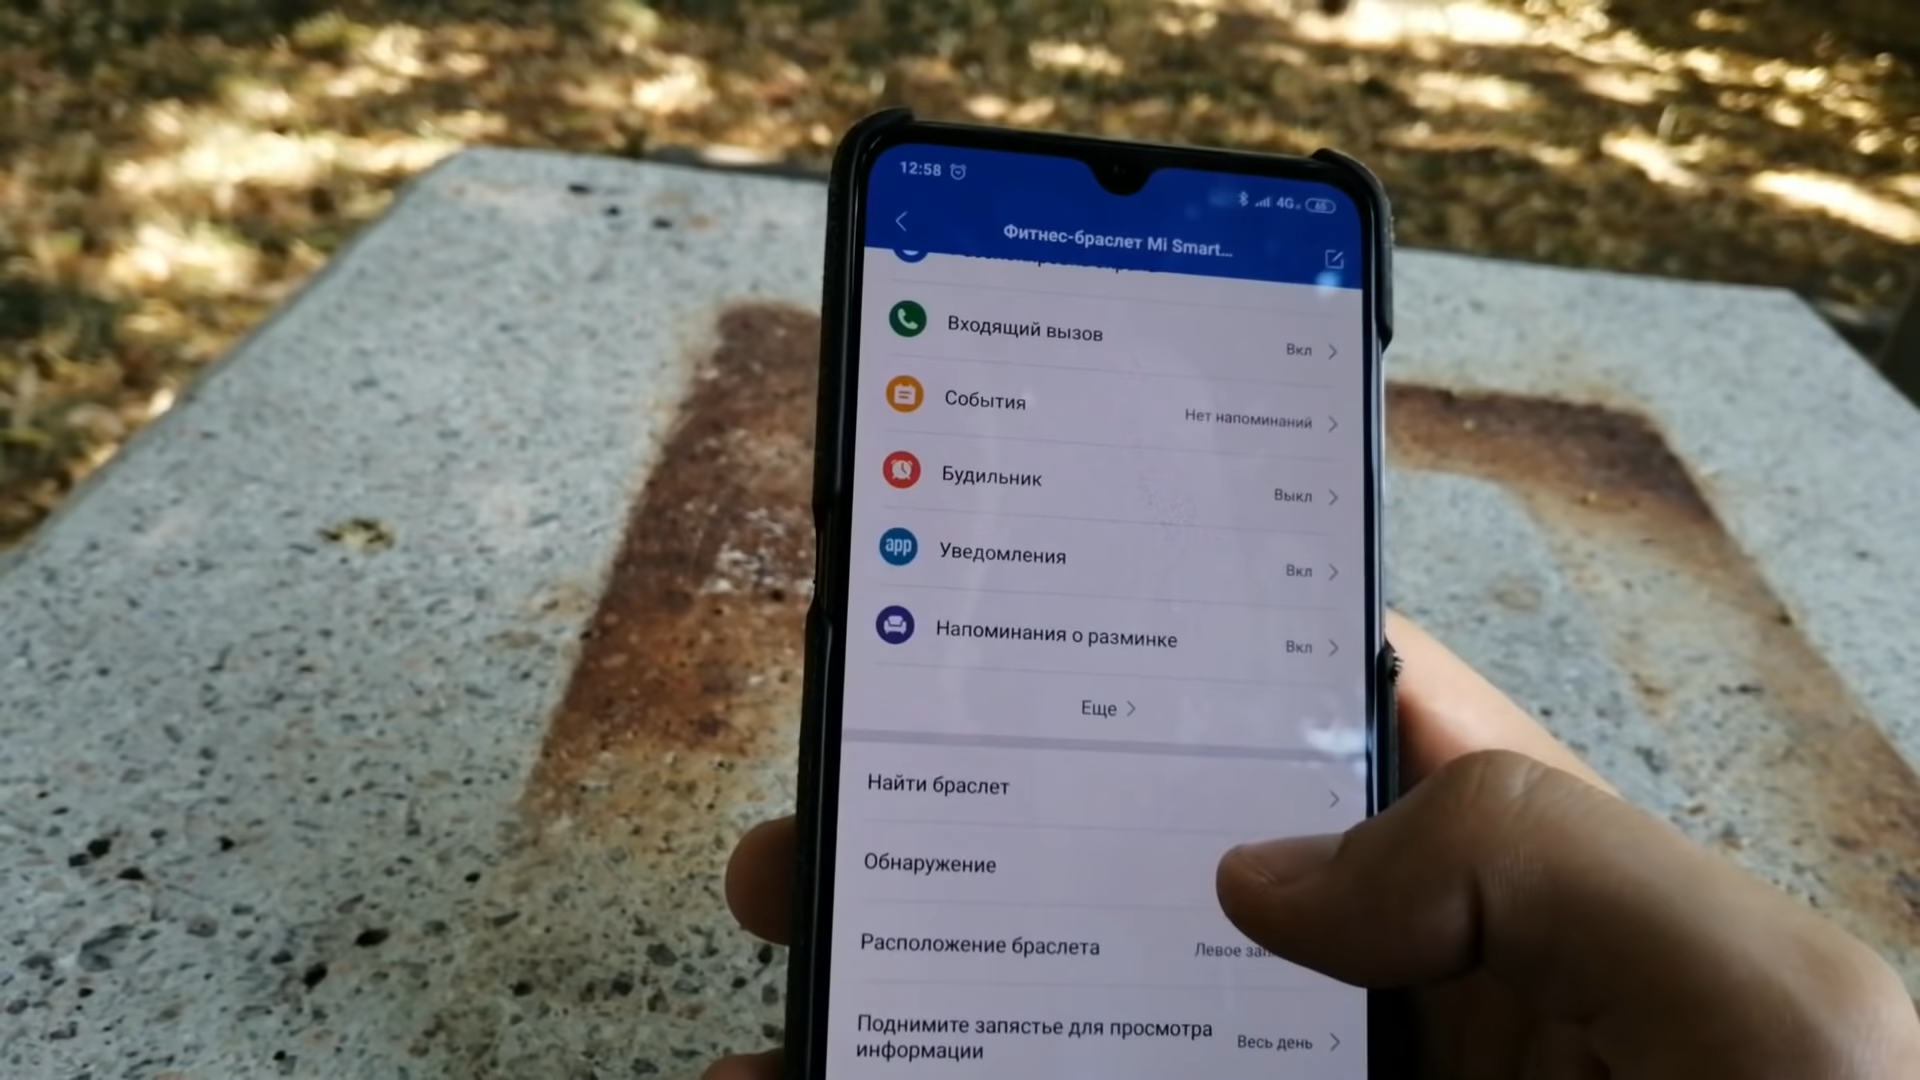 12:58
4G 65
Фитнес-браслет Mi Smart...
Входящий вызов
Вкл
События
Нет напоминаний
Будильник
Выкл
app
Уведомления
Вкл
Напоминания о разминке
Вкл
Еще
Найти браслет
Обнаружение
Расположение браслета
Левое
Поднимите запястье для просмотра
информации
Весь день